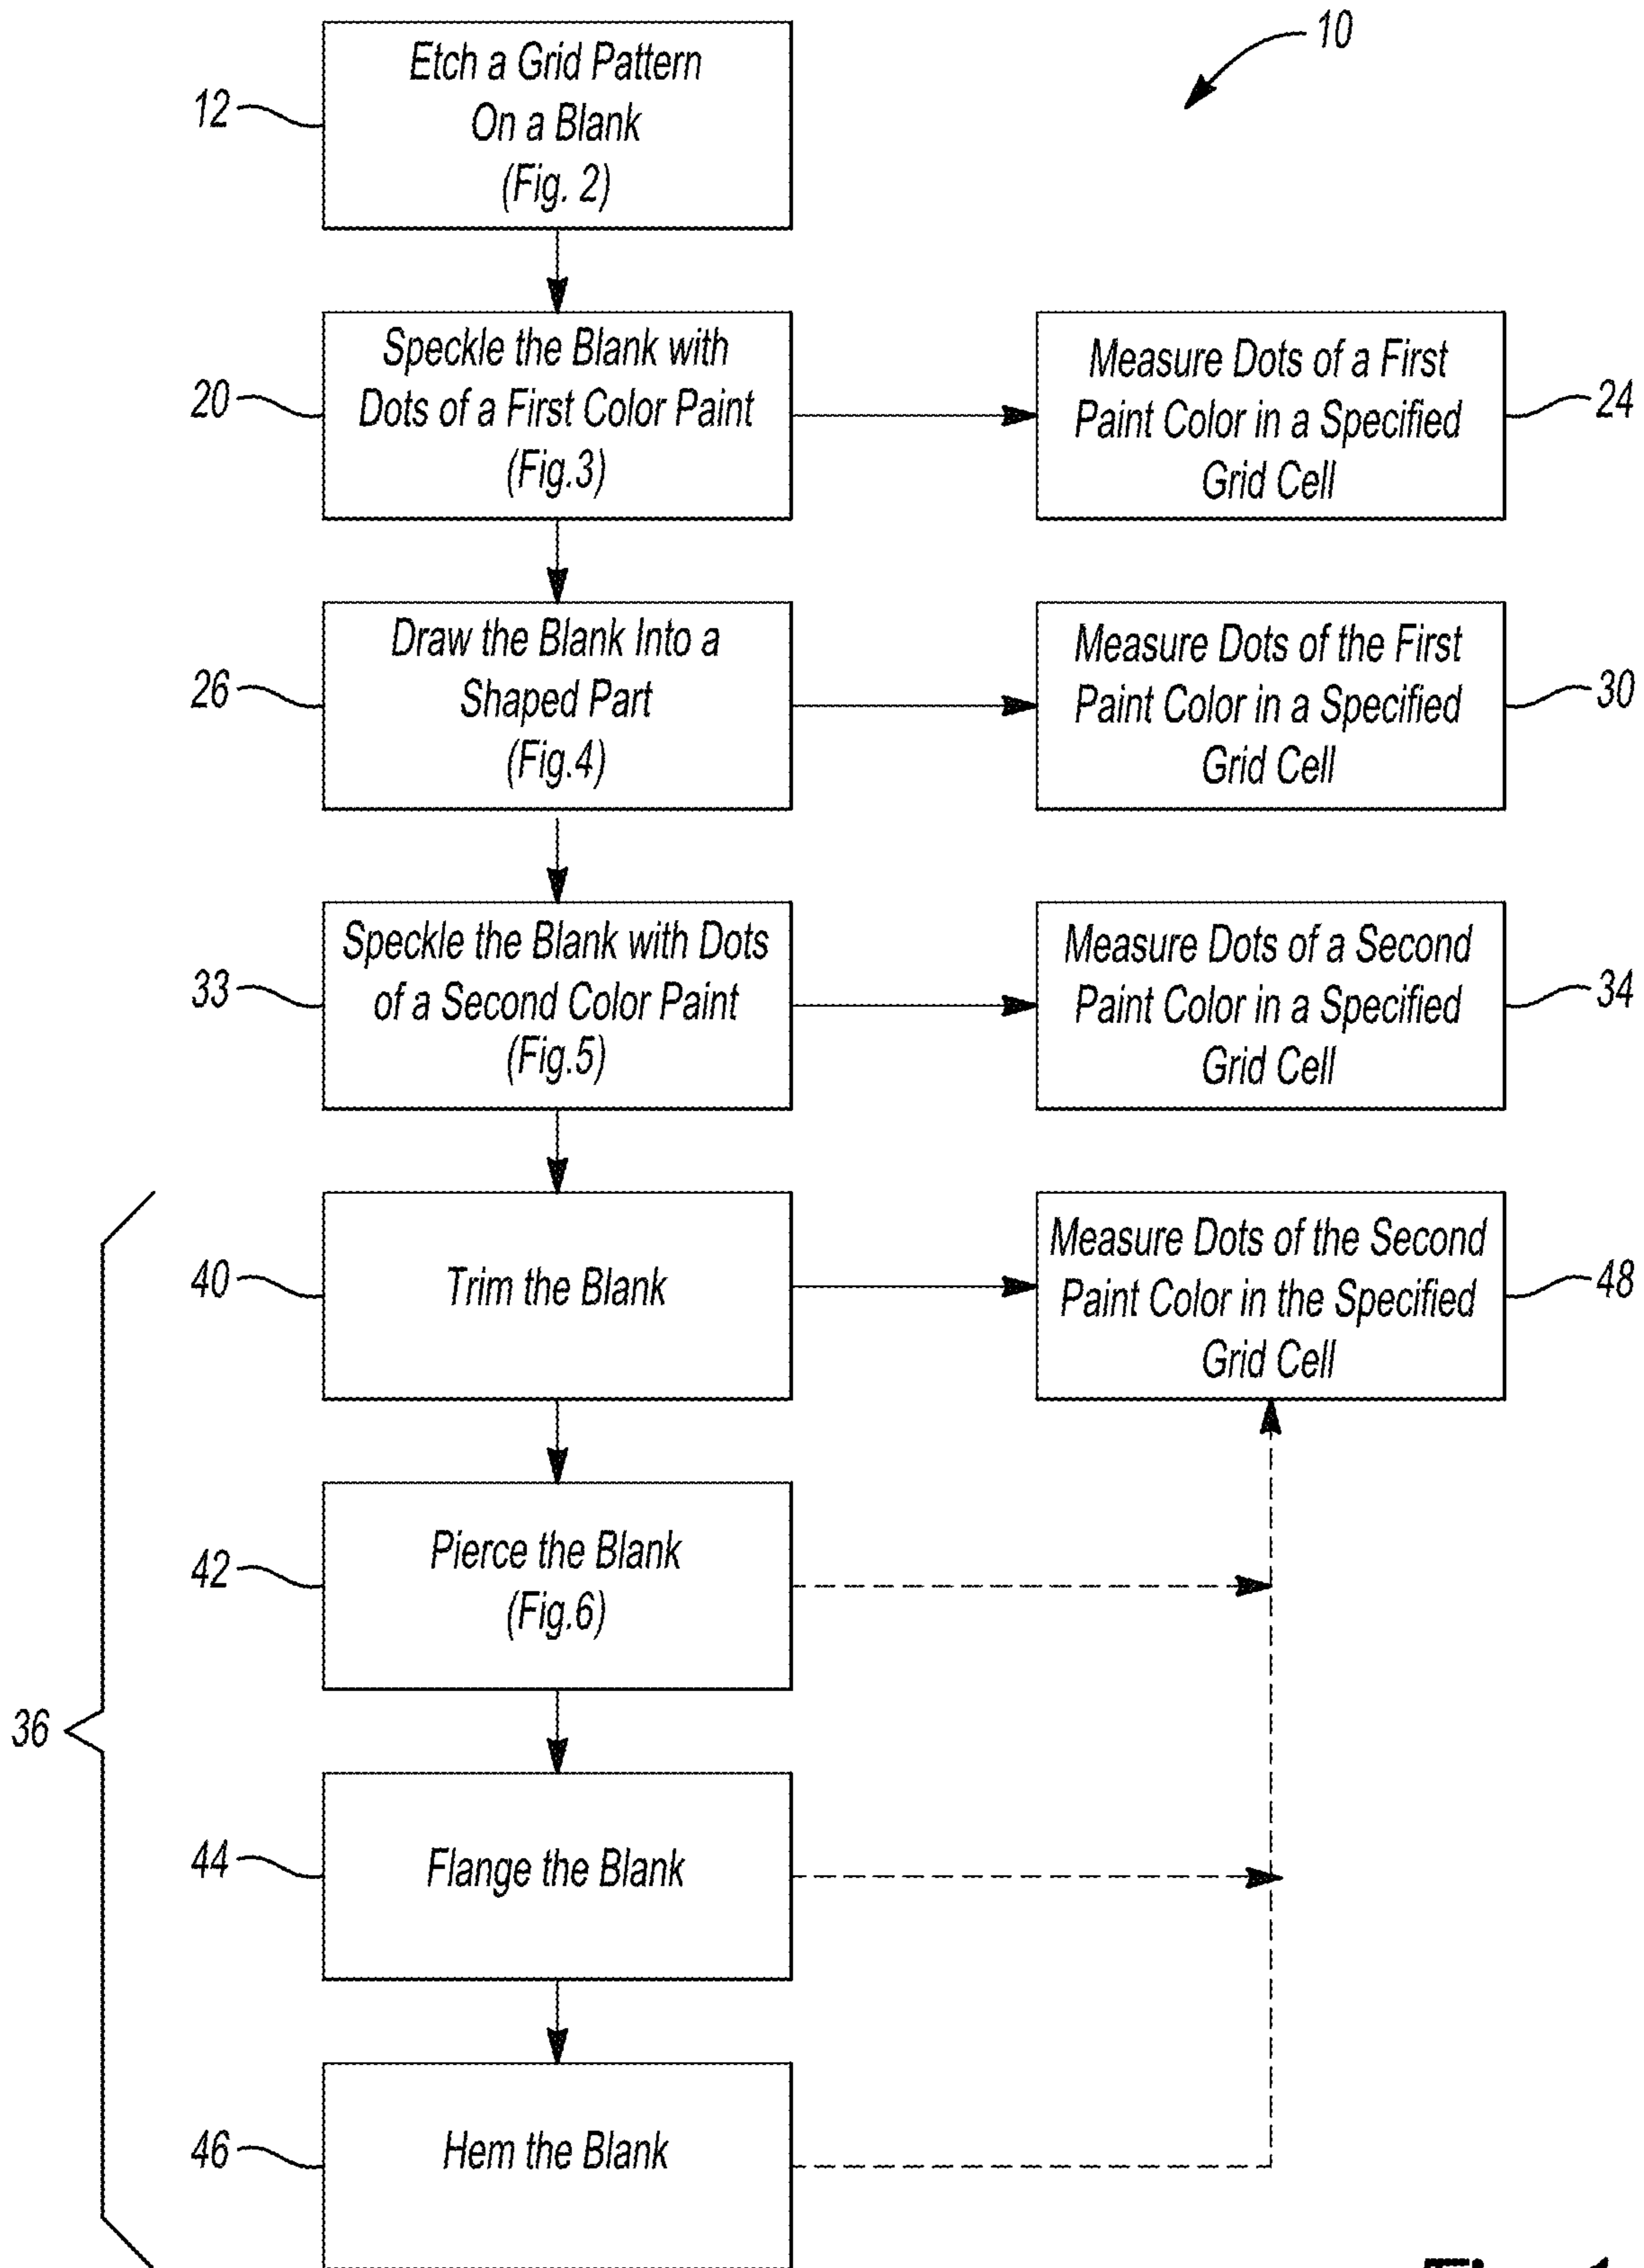 10
12
Etch a Grid Pattern
On a Blank
(Fig. 2)
20
Speckle the Blank with
Dots of a First Color Paint
(Fig.3)
Measure Dots of a First
Paint Color in a Specified
Grid Cell
24
26
Draw the Blank Into a
Shaped Part
(Fig.4)
Measure Dots of the First
Paint Color in a Specified
Grid Cell
30
33
Speckle the Blank with Dots
of a Second Color Paint
(Fig.5)
Measure Dots of a Second
Paint Color in a Specified
Grid Cell
34
36
40
Trim the Blank
Measure Dots of the Second
Paint Color in the Specified
Grid Cell
48
42
Pierce the Blank
(Fig.6)
44
Flange the Blank
46
Hem the Blank